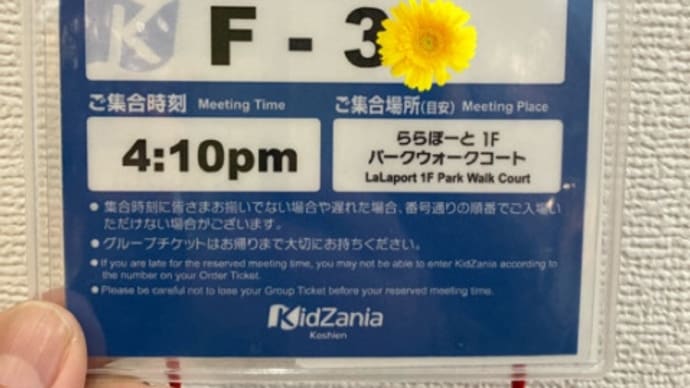 F - 3
ご集合時刻 Meeting Time
4:10pm
ご集合場所(目安) Meeting Place
ららぽーと 1F
パークウォークコート
LaLaport 1F Park Walk Court
● 集合時刻に皆さまお揃いでない場合や遅れた場合、番号通りの順番でご入場い
ただけない場合がございます。
● グループチケットはお帰りまで大切にお持ちください。
● If you are late for the reserved meeting time, you may not be able to enter KidZania according to
the number on your Order Ticket.
● Please be careful not to lose your Group Ticket before your reserved meeting time.
KidZania
Koshien